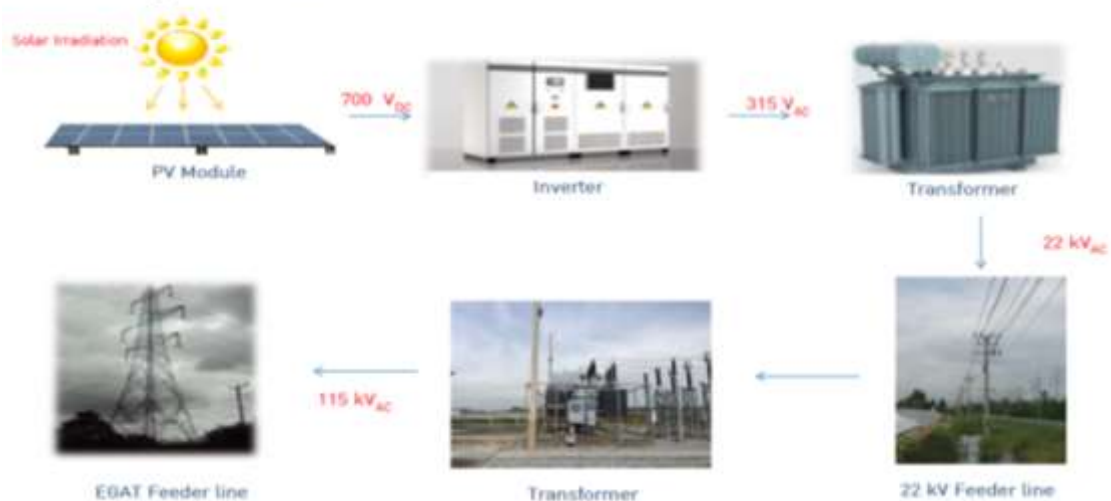 Solar Irradiation
700 V_DC
315 V_AC
PV Module
Inverter
Transformer
22 kV_AC
115 kV_AC
EGAT Feeder line
Transformer
22 kV Feeder line